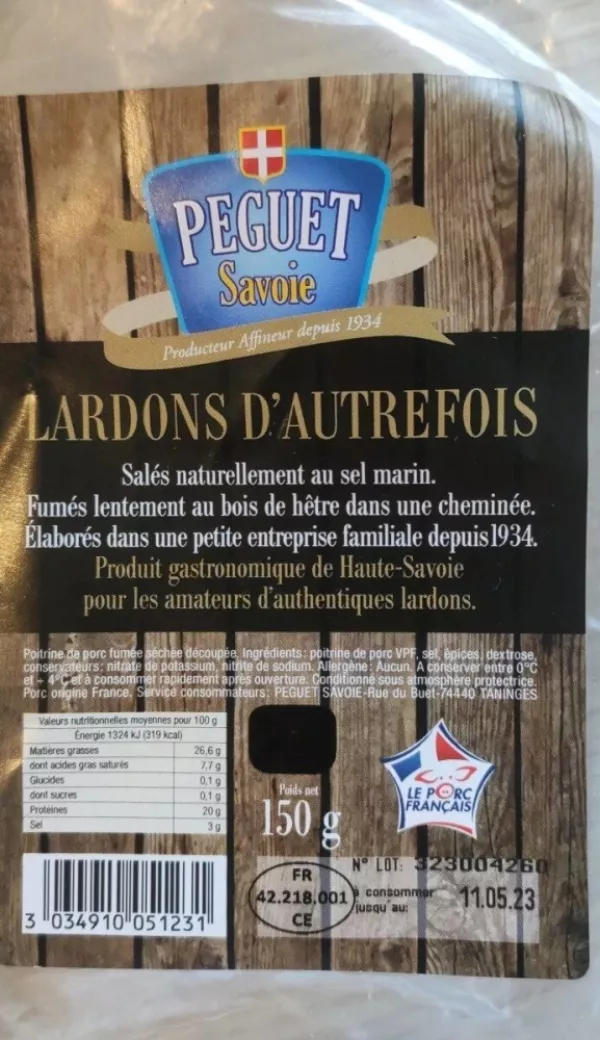 PEGUET
Savoie
Producteur Affineur depuis 1934
LARDONS D'AUTREFOIS
Salés naturellement au sel marin.
Fumés lentement au bois de hêtre dans une cheminée.
Élaborés dans une petite entreprise familiale depuis 1934.
Produit gastronomique de Haute-Savoie
pour les amateurs d'authentiques lardons.
Poitrine de porc fumée séchée découpée. Ingrédients: poitrine de porc VPF, sel, épices, dextrose,
conservateurs: nitrate de potassium, nitrite de sodium. Allergène: Aucun. A conserver entre 0°C
et + 4°C et à consommer rapidement après ouverture. Conditionné sous atmosphère protectrice.
Porc origine France. Service consommateurs: PEGUET SAVOIE-Rue du Buet-74440 TANINGES
Valeurs nutritionnelles moyennes pour 100 g
Énergie 1324 kJ (319 kcal)
Matières grasses 26,6 g
dont acides gras saturés 7,7 g
Glucides 0,1 g
dont sucres 0,1 g
Protéines 20 g
Sel 3 g
Poids net
150 g
LE PORC
FRANÇAIS
N° LOT: 323004260
FR
42.218.001
CE
à consommer
jusqu'au: 11.05.23
3 034910 051231